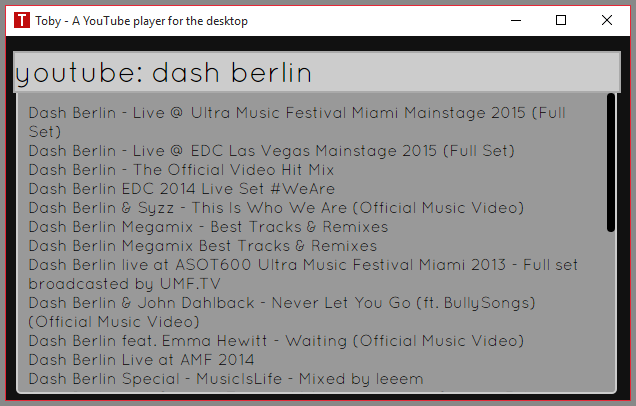 T Toby - A YouTube player for the desktop
youtube: dash berlin
Dash Berlin - Live @ Ultra Music Festival Miami Mainstage 2015 (Full
Set)
Dash Berlin - Live @ EDC Las Vegas Mainstage 2015 (Full Set)
Dash Berlin - The Official Video Hit Mix
Dash Berlin EDC 2014 Live Set #WeAre
Dash Berlin & Syzz - This Is Who We Are (Official Music Video)
Dash Berlin Megamix - Best Tracks & Remixes
Dash Berlin Megamix Best Tracks & Remixes
Dash Berlin live at ASOT600 Ultra Music Festival Miami 2013 - Full set
broadcasted by UMF.TV
Dash Berlin & John Dahlback - Never Let You Go (ft. BullySongs)
(Official Music Video)
Dash Berlin feat. Emma Hewitt - Waiting (Official Music Video)
Dash Berlin Live at AMF 2014
Dash Berlin Special - MusicIsLife - Mixed by leeem